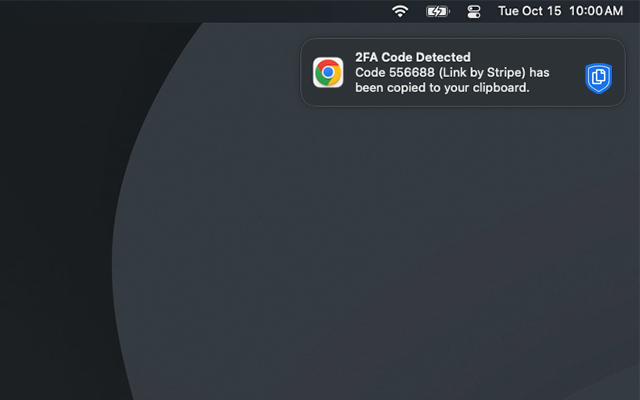 Tue Oct 15 10:00 AM
2FA Code Detected
Code 556688 (Link by Stripe) has
been copied to your clipboard.